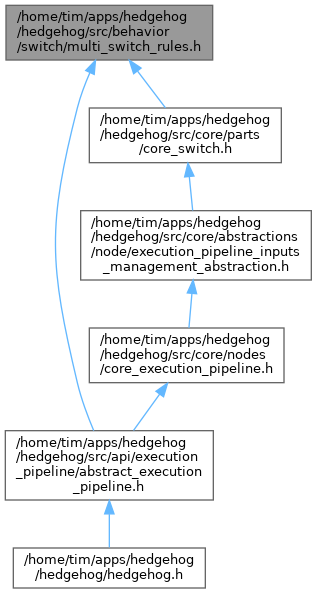 /home/tim/apps/hedgehog
/hedgehog/src/behavior
/switch/multi_switch_rules.h
/home/tim/apps/hedgehog
/hedgehog/src/core/parts
/core_switch.h
/home/tim/apps/hedgehog
/hedgehog/src/core/abstractions
/node/execution_pipeline_inputs
_management_abstraction.h
/home/tim/apps/hedgehog
/hedgehog/src/core/nodes
/core_execution_pipeline.h
/home/tim/apps/hedgehog
/hedgehog/src/api/execution
_pipeline/abstract_execution
_pipeline.h
/home/tim/apps/hedgehog
/hedgehog/hedgehog.h